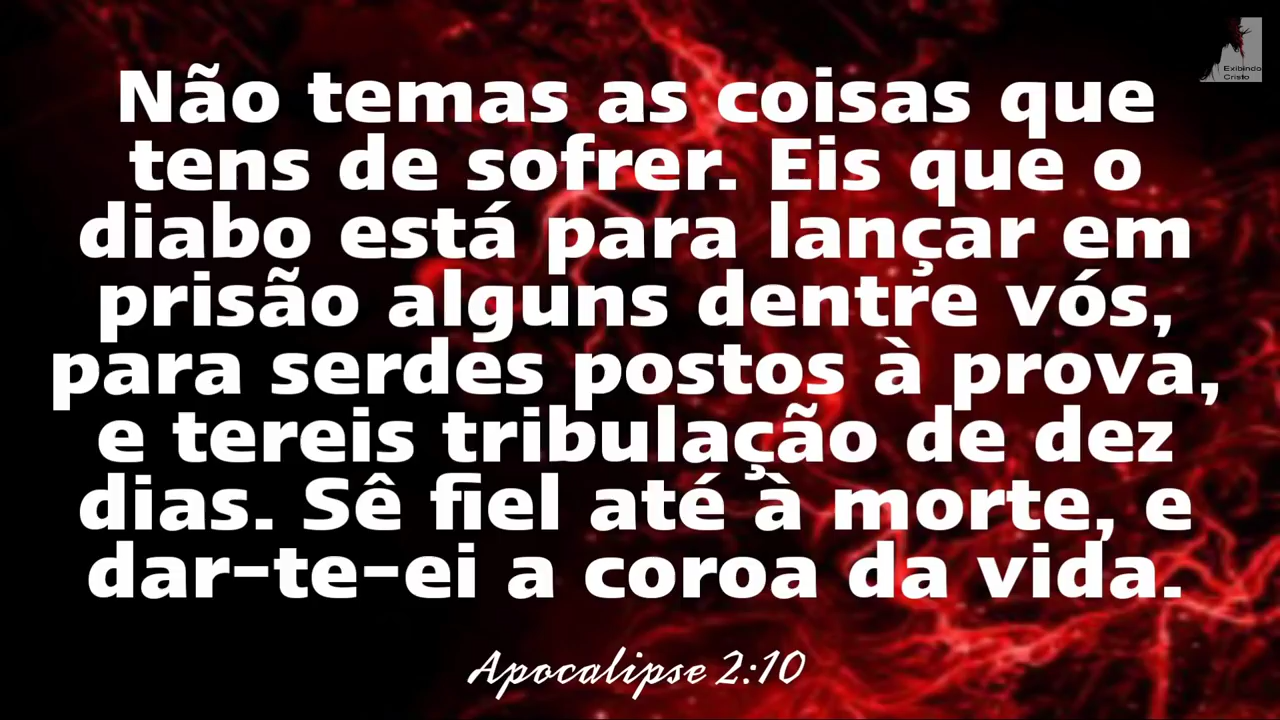 Exibindo
Cristo
Não temas as coisas que
tens de sofrer. Eis que o
diabo está para lançar em
prisão alguns dentre vós,
para serdes postos à prova,
e tereis tribulação de dez
dias. Sê fiel até à morte, e
dar-te-ei a coroa da vida.
Apocalipse 2:10